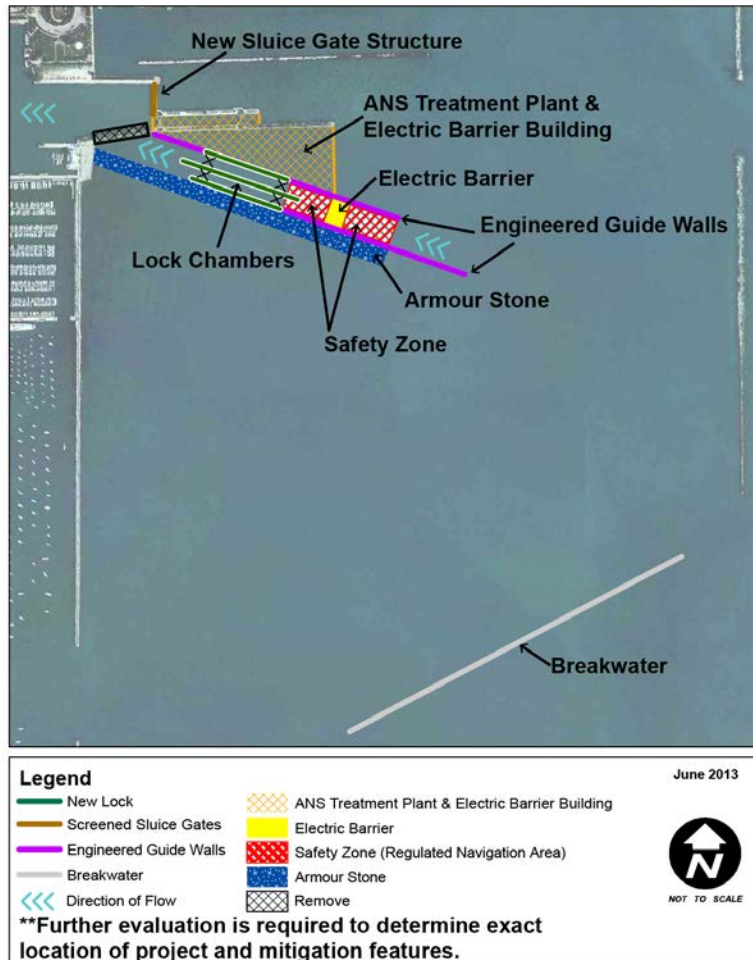 New Sluice Gate Structure
ANS Treatment Plant &
Electric Barrier Building
Electric Barrier
Engineered Guide Walls
Lock Chambers
Armour Stone
Safety Zone
Breakwater
Legend
June 2013
New Lock
Screened Sluice Gates
Engineered Guide Walls
Breakwater
Direction of Flow
ANS Treatment Plant & Electric Barrier Building
Electric Barrier
Safety Zone (Regulated Navigation Area)
Armour Stone
Remove
N
NOT TO SCALE
**Further evaluation is required to determine exact
location of project and mitigation features.